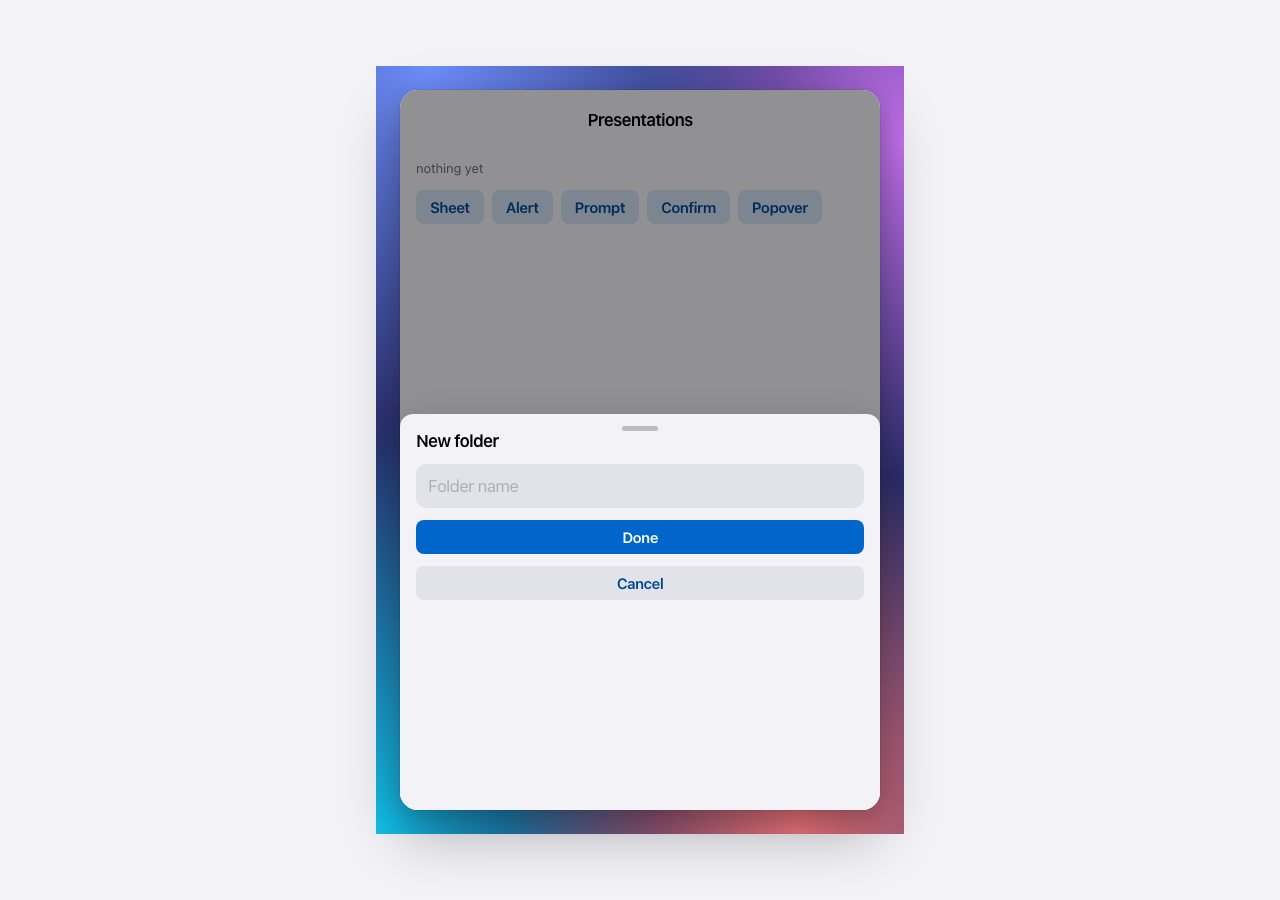 Presentations
nothing yet
Sheet Alert Prompt Confirm Popover
New folder
Folder name
Done
Cancel